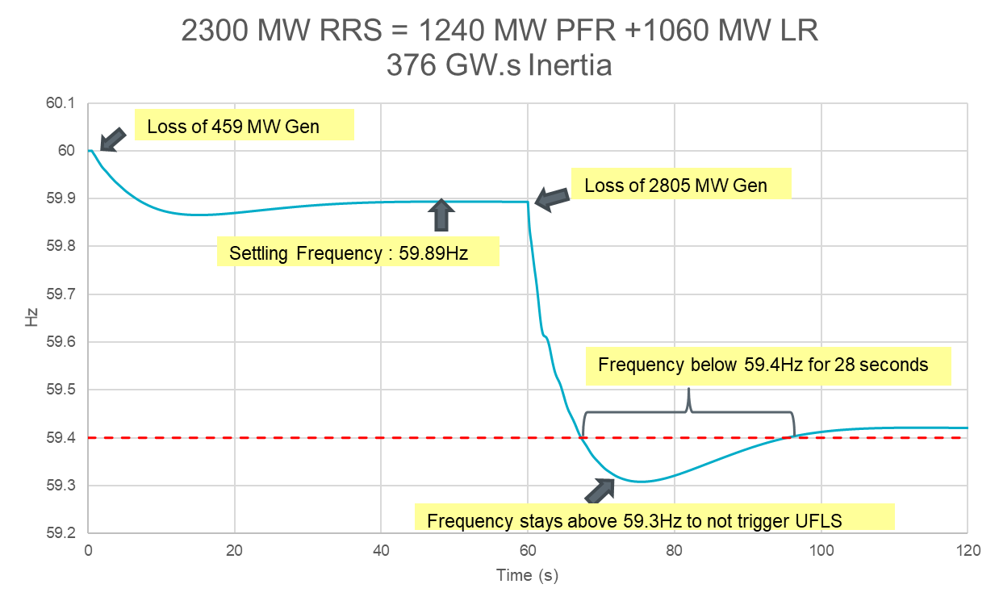 2300 MW RRS = 1240 MW PFR +1060 MW LR
376 GW.s Inertia
60.1
Loss of 459 MW Gen
60
Loss of 2805 MW Gen
59.9
Settling Frequency : 59.89Hz
59.8
59.7
Hz
59.6
Frequency below 59.4Hz for 28 seconds
59.5
59.4
59.3
Frequency stays above 59.3Hz to not trigger UFLS
59.2
0 20 40 60 80 100 120
Time (s)